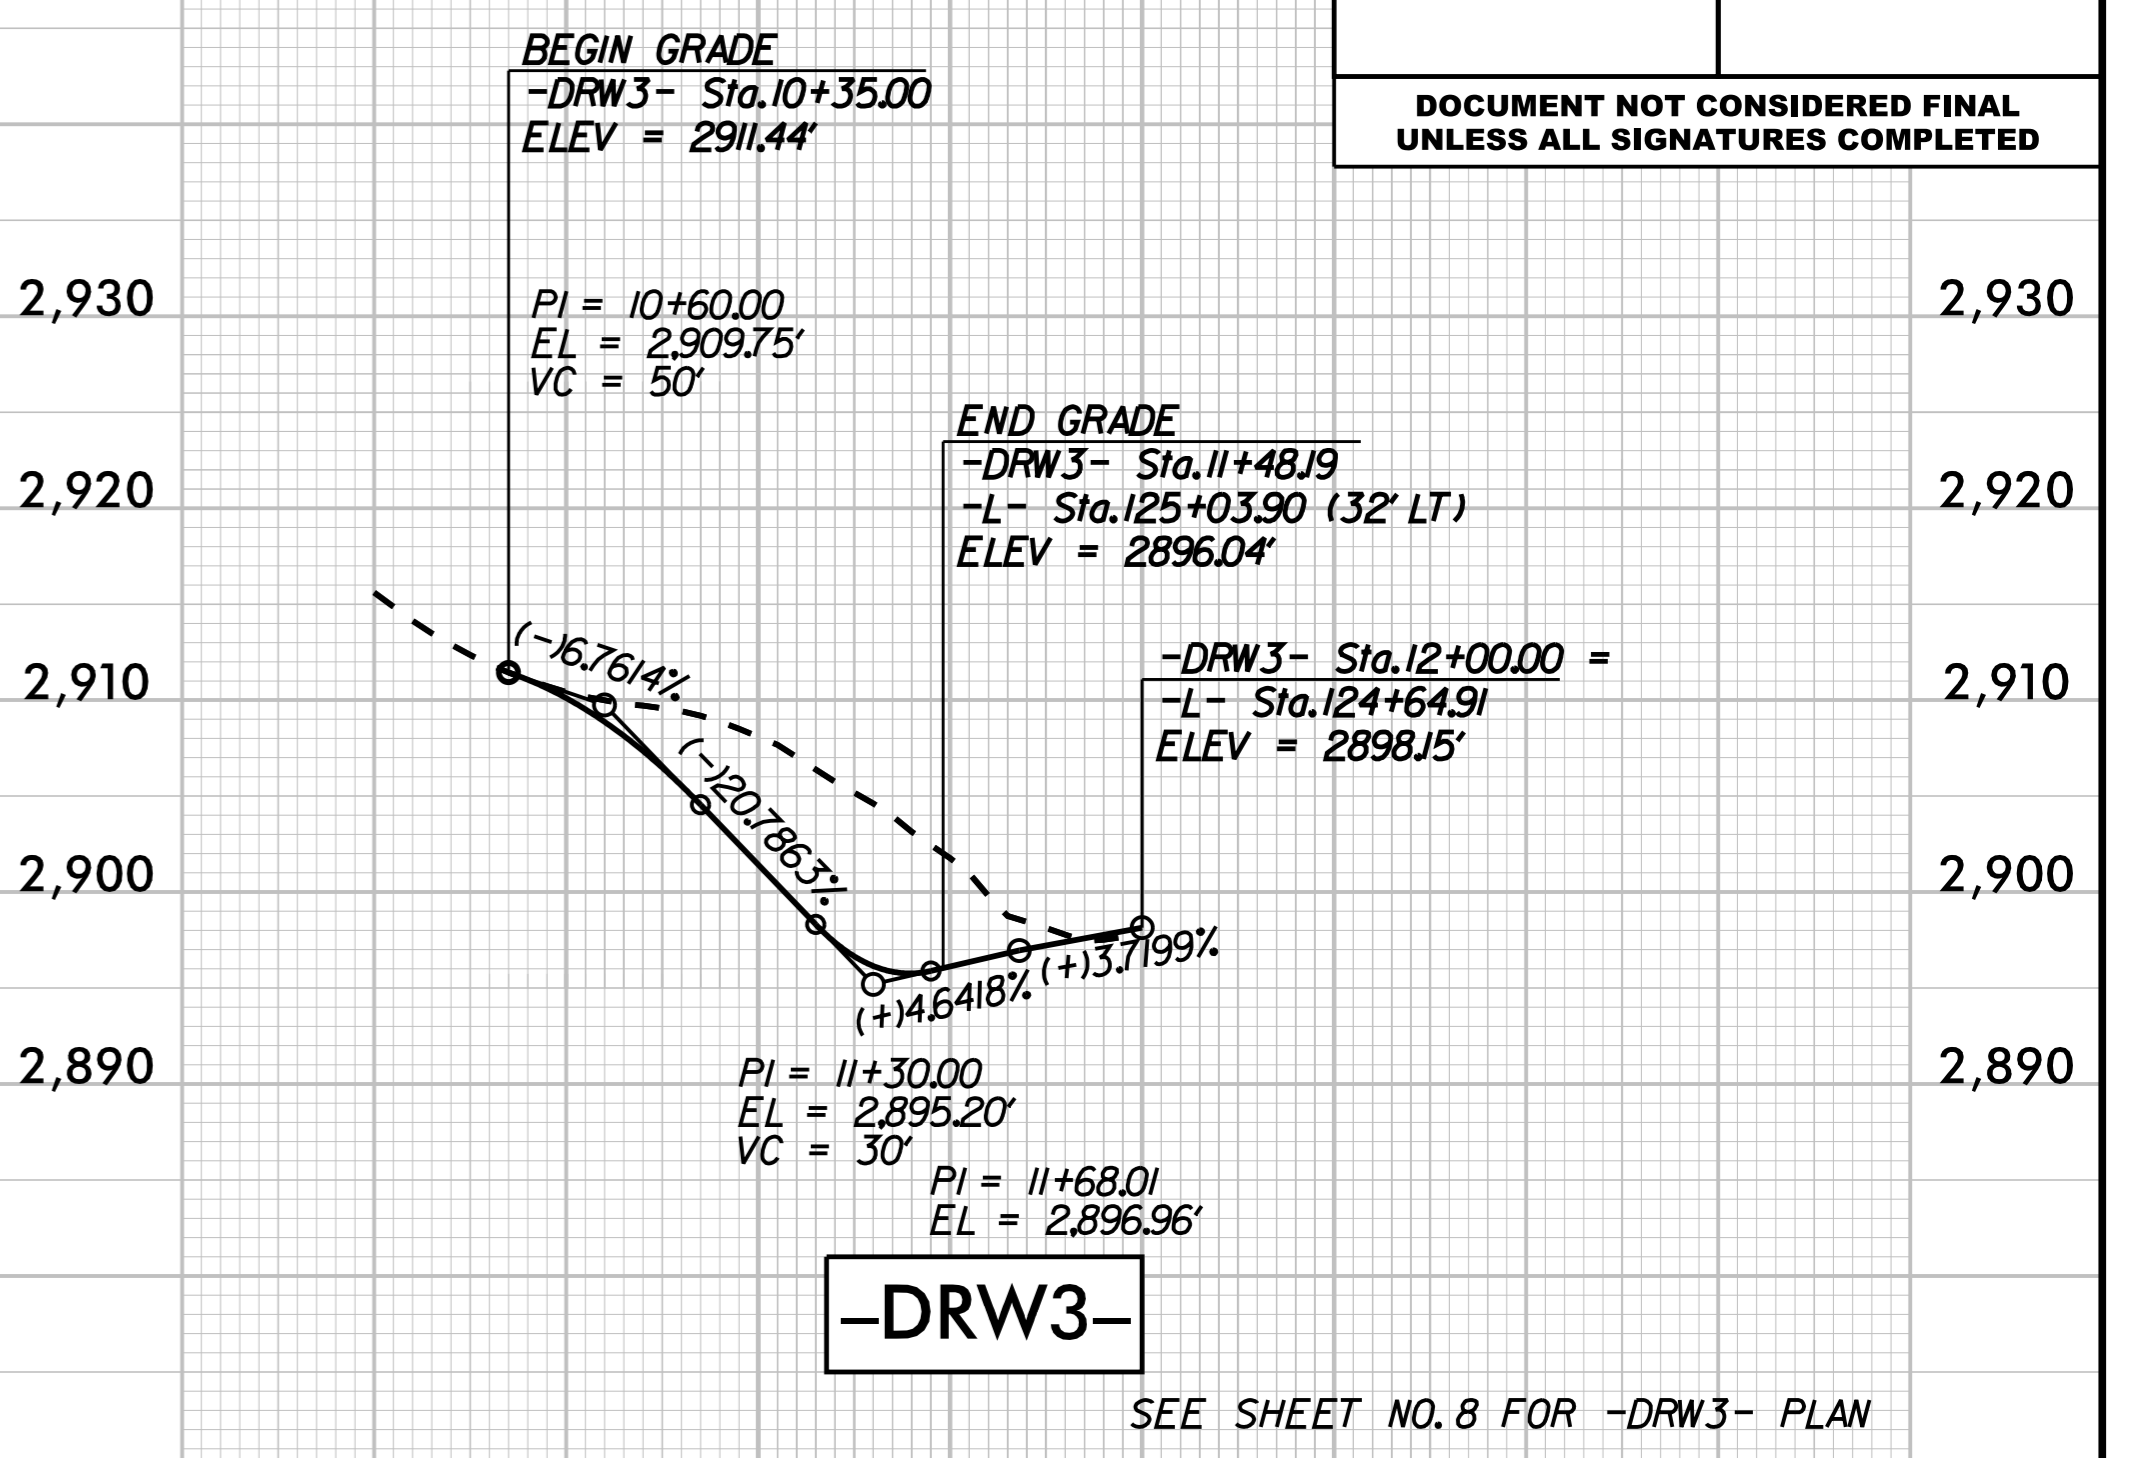 BEGIN GRADE
-DRW3- Sta. 10+35.00
ELEV = 2911.44'
DOCUMENT NOT CONSIDERED FINAL
UNLESS ALL SIGNATURES COMPLETED
2,930
2,930
PI = 10+60.00
EL = 2,909.75'
VC = 50'
END GRADE
-DRW3- Sta. 11+48.19
-L- Sta. 125+03.90 (32' LT)
ELEV = 2896.04'
2,920
2,920
(-)6.7614%
-DRW3- Sta. 12+00.00 =
-L- Sta. 124+64.91
ELEV = 2898.15'
2,910
2,910
(-)20.7863%
2,900
2,900
(+)4.6418%
(+)3.7199%
2,890
2,890
PI = 11+30.00
EL = 2,895.20'
VC = 30'
PI = 11+68.01
EL = 2,896.96'
-DRW3-
SEE SHEET NO. 8 FOR -DRW3- PLAN